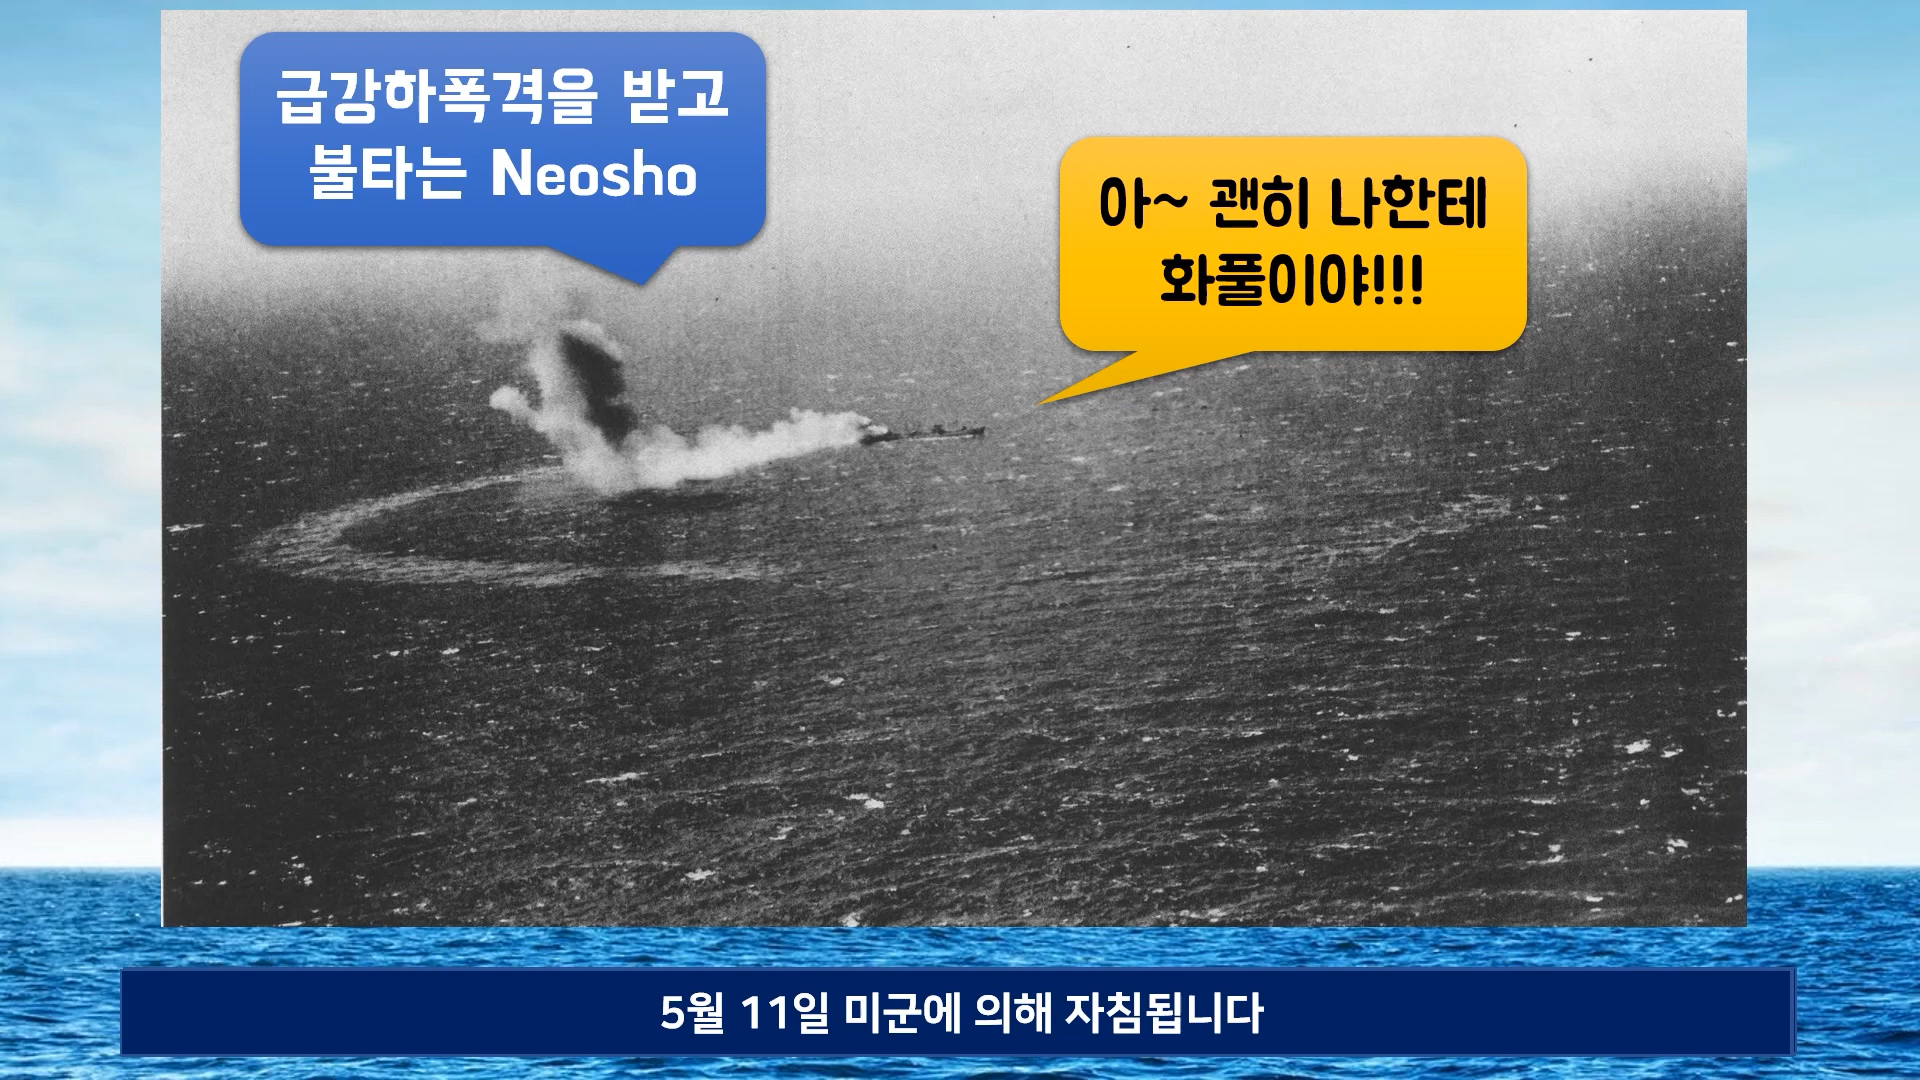 급강하폭격을 받고
불타는 Neosho
아~ 괜히 나한테
화풀이야!!!
5월 11일 미군에 의해 자침됩니다